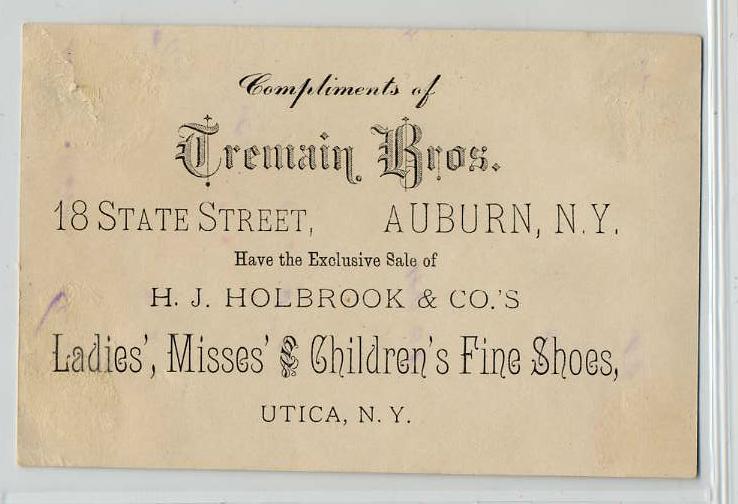 Compliments of
Tremain Bros.
18 STATE STREET, AUBURN, N.Y.
Have the Exclusive Sale of
H. J. HOLBROOK & CO.'S
Ladies', Misses' & Children's Fine Shoes,
UTICA, N. Y.